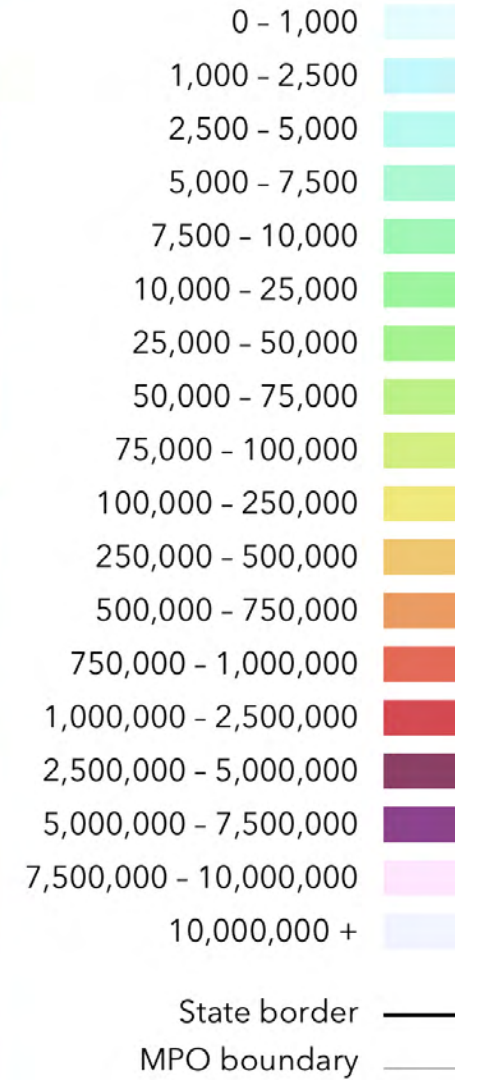 0 – 1,000
1,000 – 2,500
2,500 – 5,000
5,000 – 7,500
7,500 – 10,000
10,000 – 25,000
25,000 – 50,000
50,000 – 75,000
75,000 – 100,000
100,000 – 250,000
250,000 – 500,000
500,000 – 750,000
750,000 – 1,000,000
1,000,000 – 2,500,000
2,500,000 – 5,000,000
5,000,000 – 7,500,000
7,500,000 – 10,000,000
10,000,000 +
State border
MPO boundary